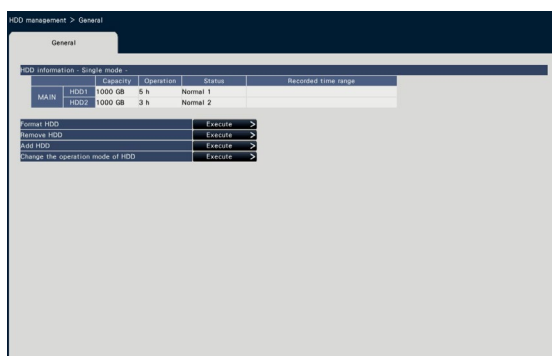 HDD management > General
General
HDD information - Single mode -
Capacity Operation Status Recorded time range
MAIN HDD1 1000 GB 5 h Normal 1
HDD2 1000 GB 3 h Normal 2
Format HDD Execute >
Remove HDD Execute >
Add HDD Execute >
Change the operation mode of HDD Execute >